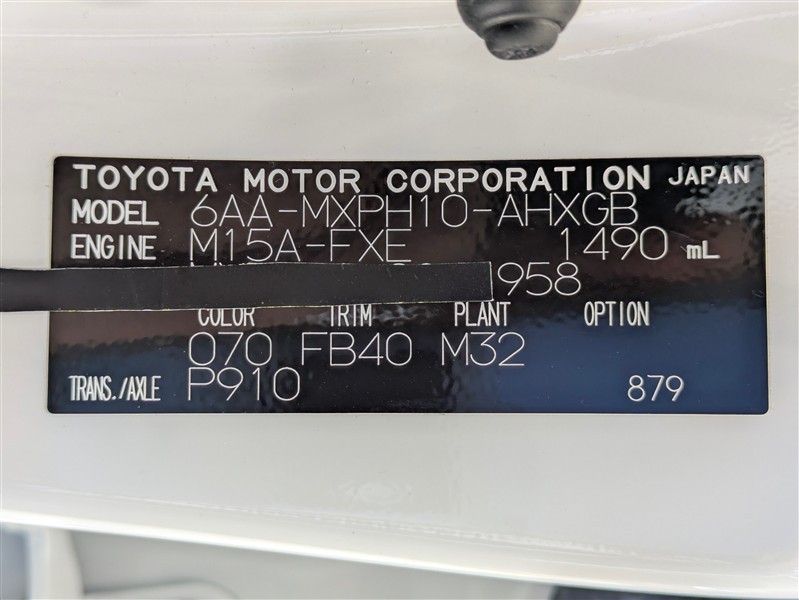 TOYOTA MOTOR CORPORATION JAPAN
MODEL 6AA-MXPH10-AHXGB
ENGINE M15A-FXE 1490 mL
958
COLOR TRIM PLANT OPTION
070 FB40 M32
TRANS./AXLE P910 879